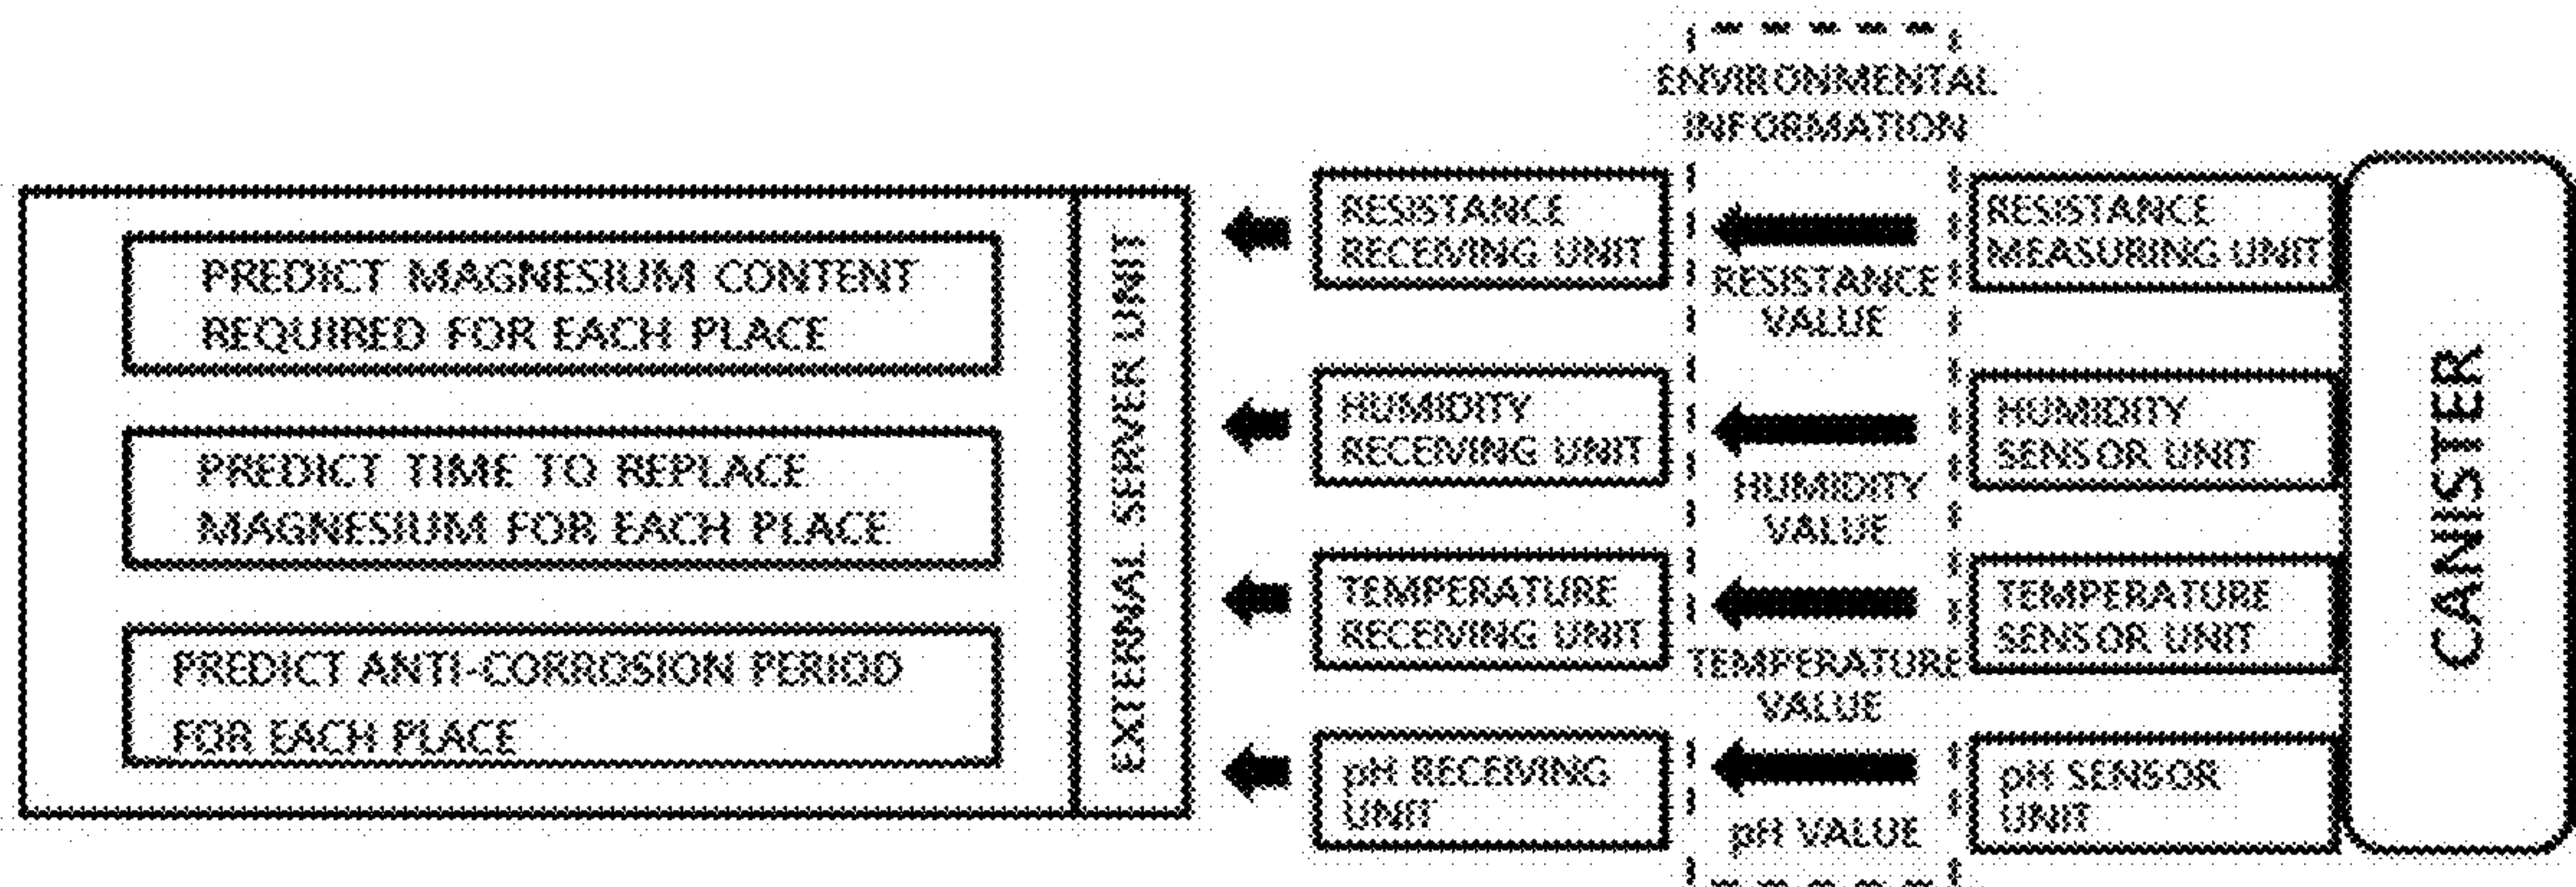 PREDICT MAGNESIUM CONTENT
REQUIRED FOR EACH PLACE
PREDICT TIME TO REPLACE
MAGNESIUM FOR EACH PLACE
PREDICT ANTI-CORROSION PERIOD
FOR EACH PLACE
EXTERNAL SERVER UNIT
RESISTANCE
RECEIVING UNIT
HUMIDITY
RECEIVING UNIT
TEMPERATURE
RECEIVING UNIT
pH RECEIVING
UNIT
ENVIRONMENTAL
INFORMATION
RESISTANCE
VALUE
HUMIDITY
VALUE
TEMPERATURE
VALUE
pH VALUE
RESISTANCE
MEASURING UNIT
HUMIDITY
SENSOR UNIT
TEMPERATURE
SENSOR UNIT
pH SENSOR
UNIT
CANISTER